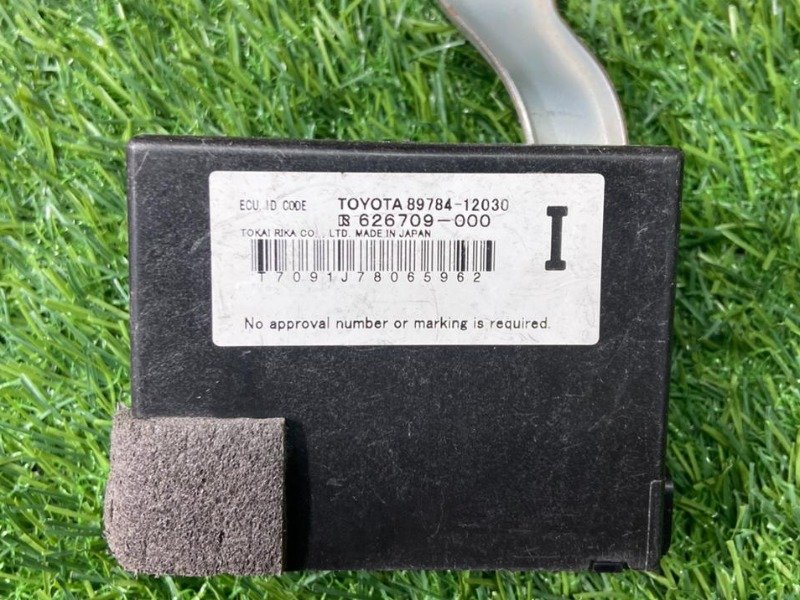 ECU, ID CODE TOYOTA 89784-12030
626709-000
TOKAI RIKA CO., LTD. MADE IN JAPAN
I
T7091J78065962
No approval number or marking is required.